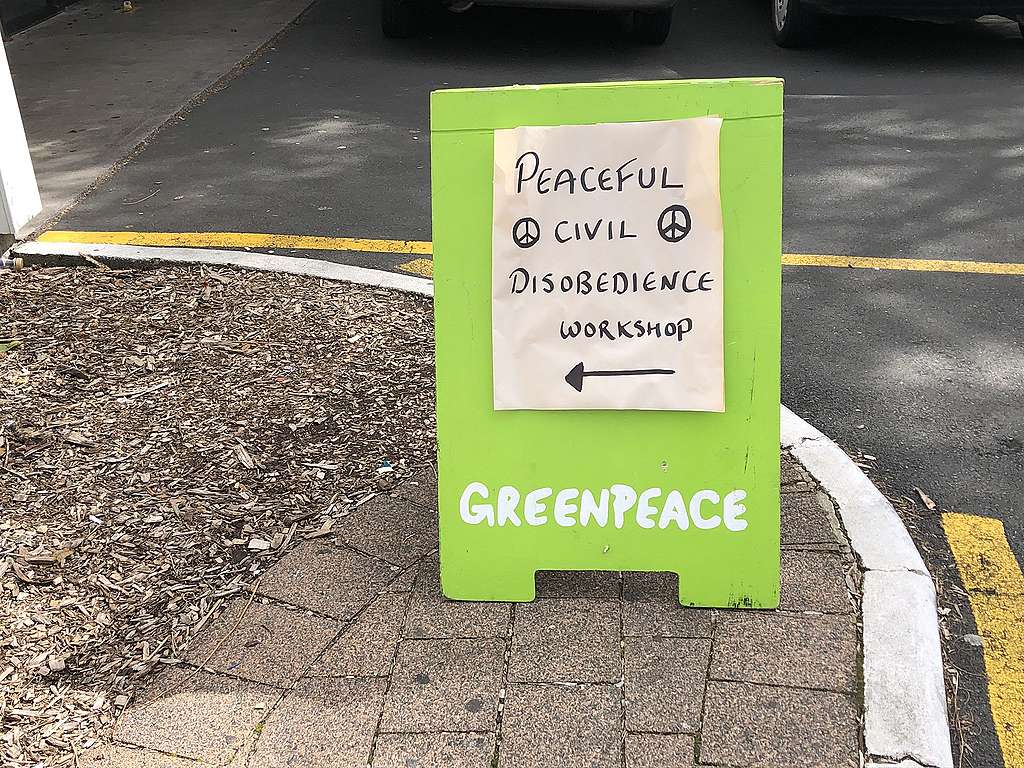 PEACEFUL
CIVIL
DISOBEDIENCE
WORKSHOP
GREENPEACE